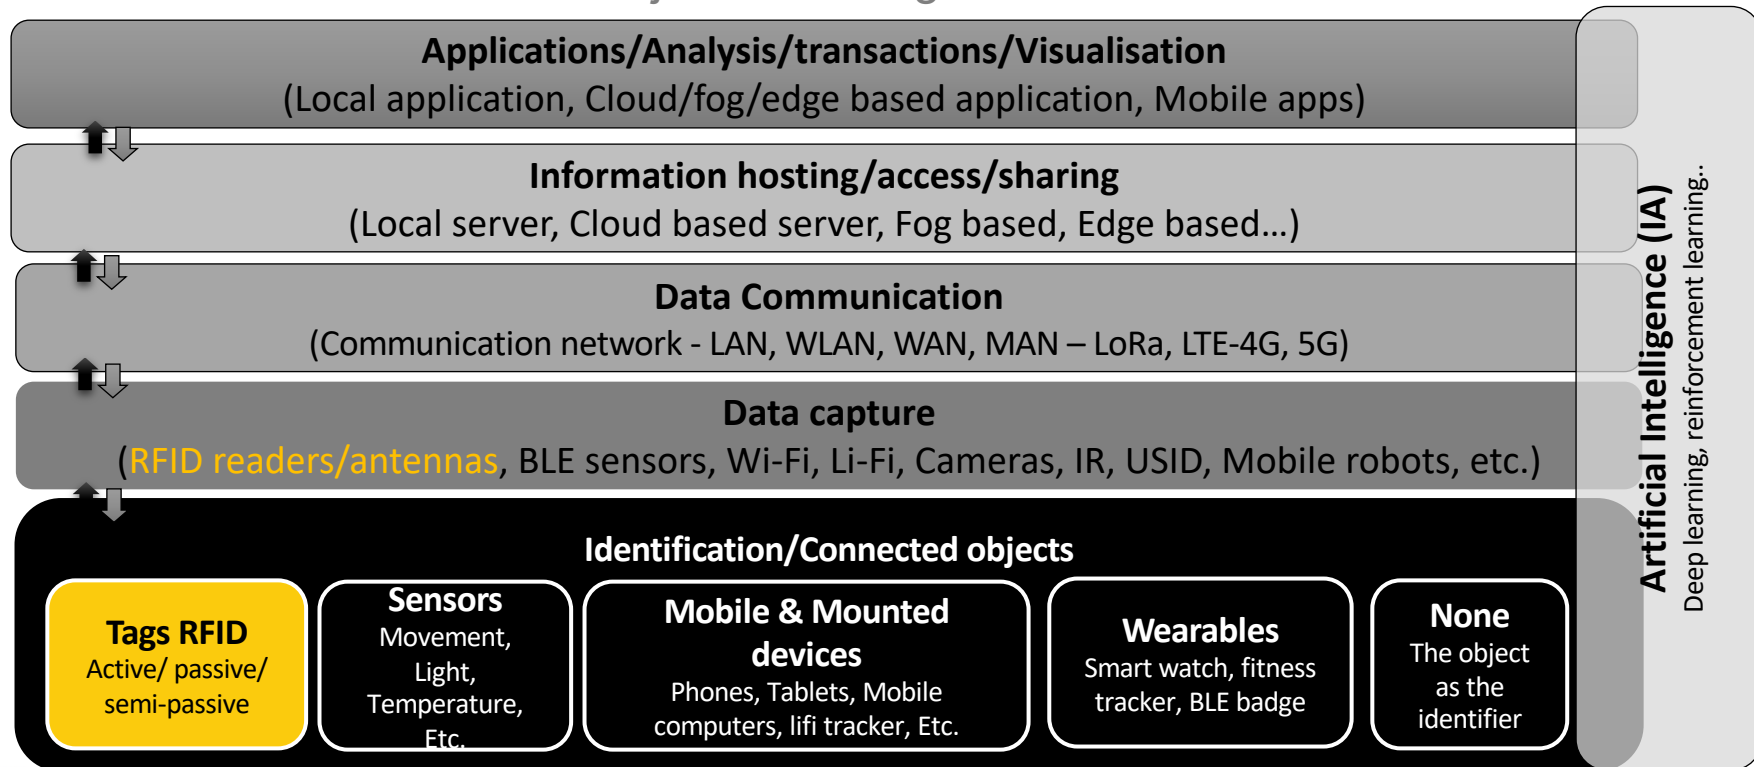 Applications/Analysis/transactions/Visualisation
(Local application, Cloud/fog/edge based application, Mobile apps)
Information hosting/access/sharing
(Local server, Cloud based server, Fog based, Edge based...)
Data Communication
(Communication network - LAN, WLAN, WAN, MAN – LoRa, LTE-4G, 5G)
Data capture
(RFID readers/antennas, BLE sensors, Wi-Fi, Li-Fi, Cameras, IR, USID, Mobile robots, etc.)
Identification/Connected objects
Tags RFID
Active/ passive/
semi-passive
Sensors
Movement,
Light,
Temperature,
Etc.
Mobile & Mounted
devices
Phones, Tablets, Mobile
computers, lifi tracker, Etc.
Wearables
Smart watch, fitness
tracker, BLE badge
None
The object
as the
identifier
Artificial Intelligence (IA)
Deep learning, reinforcement learning..